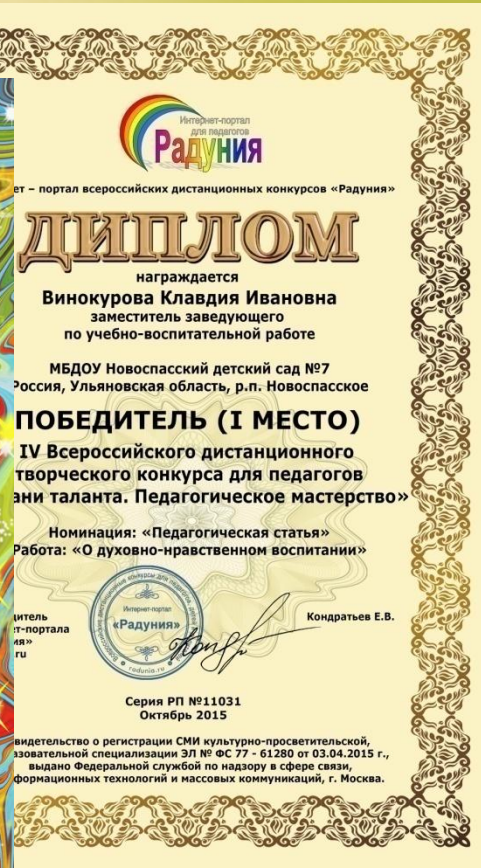 Интернет-портал
для педагогов
Радуния
ет – портал всероссийских дистанционных конкурсов «Радуния»
ДИПЛОМ
награждается
Винокурова Клавдия Ивановна
заместитель заведующего
по учебно-воспитательной работе
МБДОУ Новоспасский детский сад №7
Россия, Ульяновская область, р.п. Новоспасское
ПОБЕДИТЕЛЬ (I МЕСТО)
IV Всероссийского дистанционного
творческого конкурса для педагогов
ани таланта. Педагогическое мастерство»
Номинация: «Педагогическая статья»
Работа: «О духовно-нравственном воспитании»
Интернет-портал
«Радуния»
radunia.ru
дитель
ет-портала
ия»
ru
Кондратьев Е.В.
Серия РП №11031
Октябрь 2015
видетельство о регистрации СМИ культурно-просветительской,
азовательной специализации ЭЛ № ФС 77 - 61280 от 03.04.2015 г.,
выдано Федеральной службой по надзору в сфере связи,
формационных технологий и массовых коммуникаций, г. Москва.